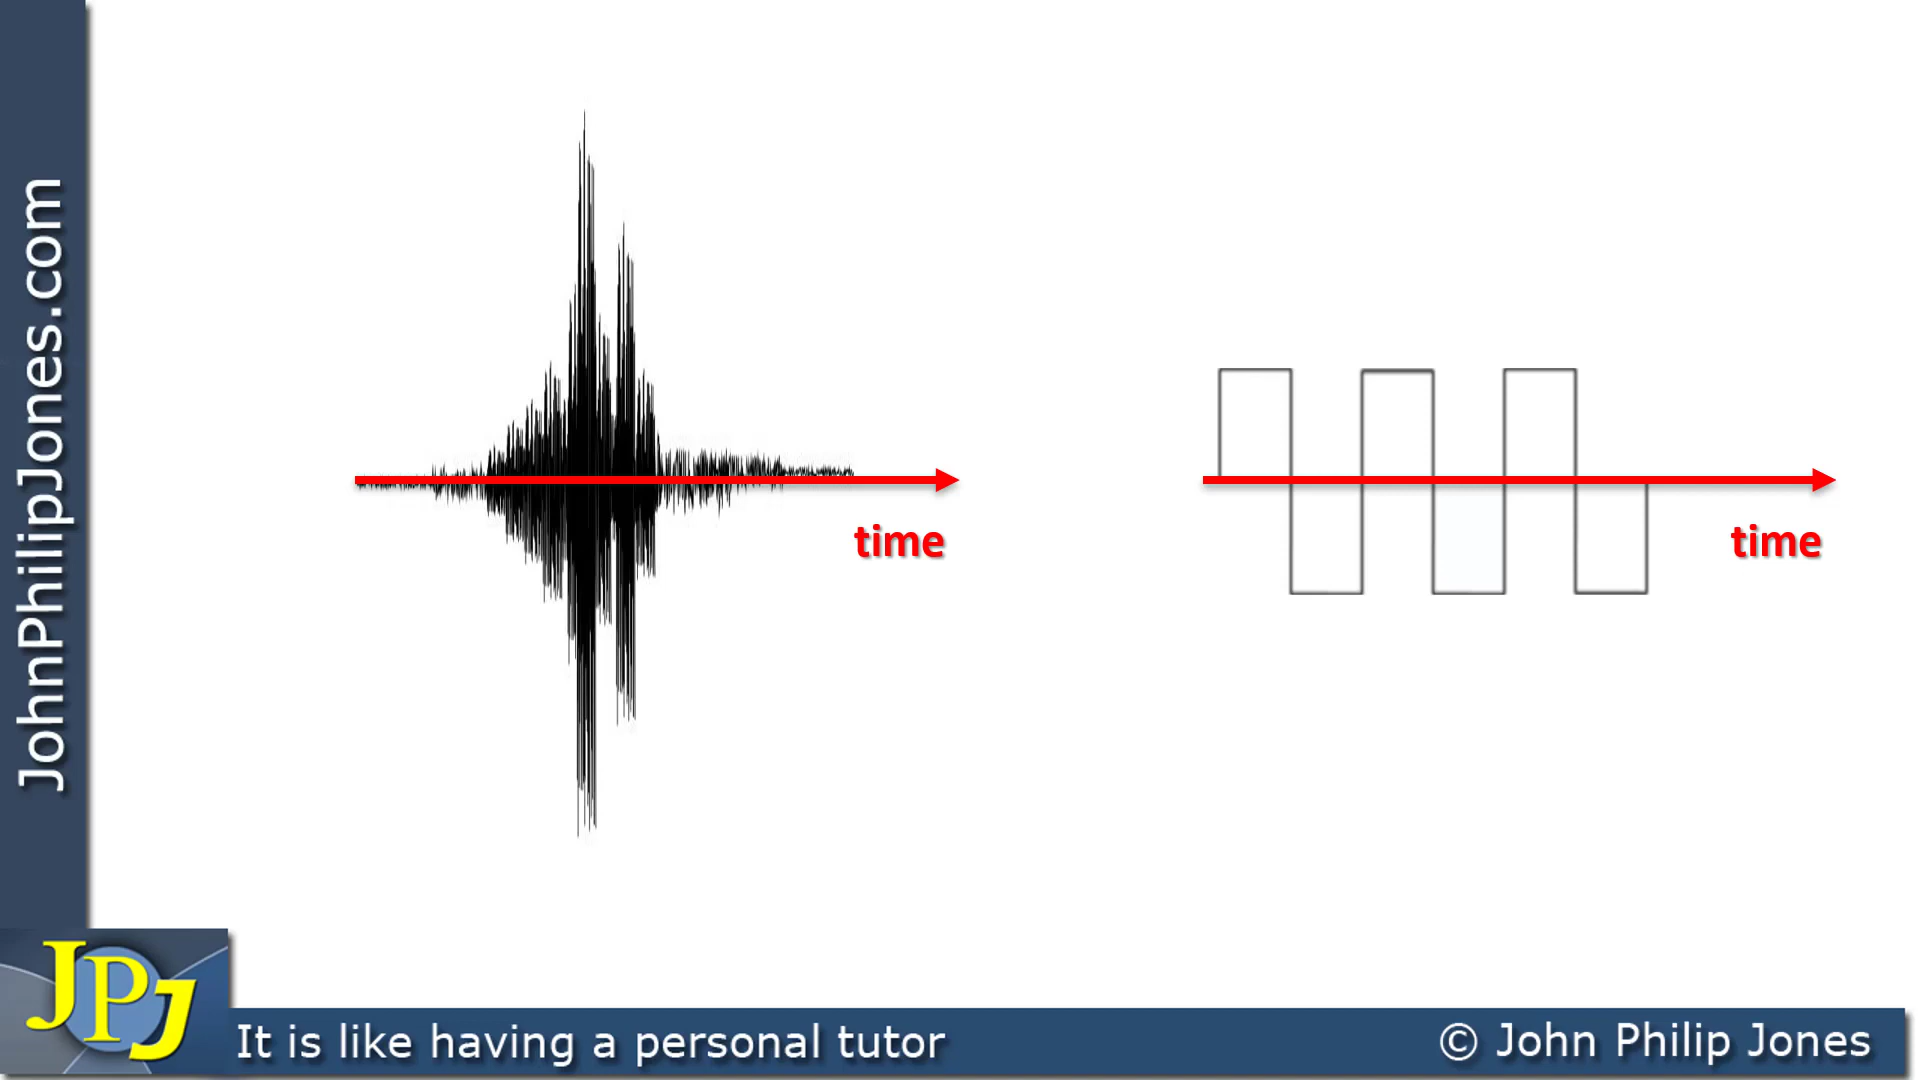 JohnPhilipJones.com
time
time
JPJ
It is like having a personal tutor
© John Philip Jones